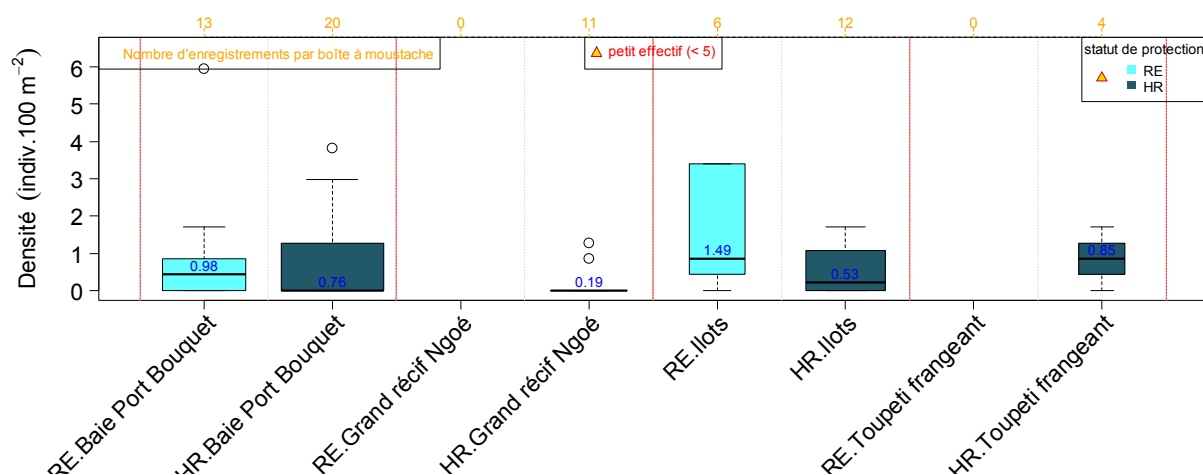 13 20 0 11 6 12 0 4
Nombre d'enregistrements par boîte à moustache
petit effectif (< 5)
statut de protection
RE
HR
Densité (indiv.100 m⁻²)
6
5
4
3
2
1
0
0.98
0.76
0.19
1.49
0.53
0.85
RE.Baie Port Bouquet
HR.Baie Port Bouquet
RE.Grand récif Ngoé
HR.Grand récif Ngoé
RE.Ilots
HR.Ilots
RE.Toupeti frangeant
HR.Toupeti frangeant